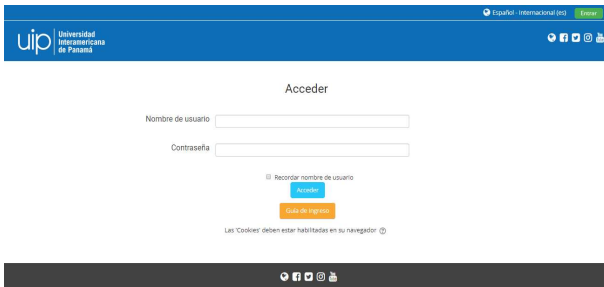 Español - Internacional (es)
Entrar
uip
Universidad
Interamericana
de Panamá
Acceder
Nombre de usuario
Contraseña
Recordar nombre de usuario
Acceder
Guía de Ingreso
Las 'Cookies' deben estar habilitadas en su navegador